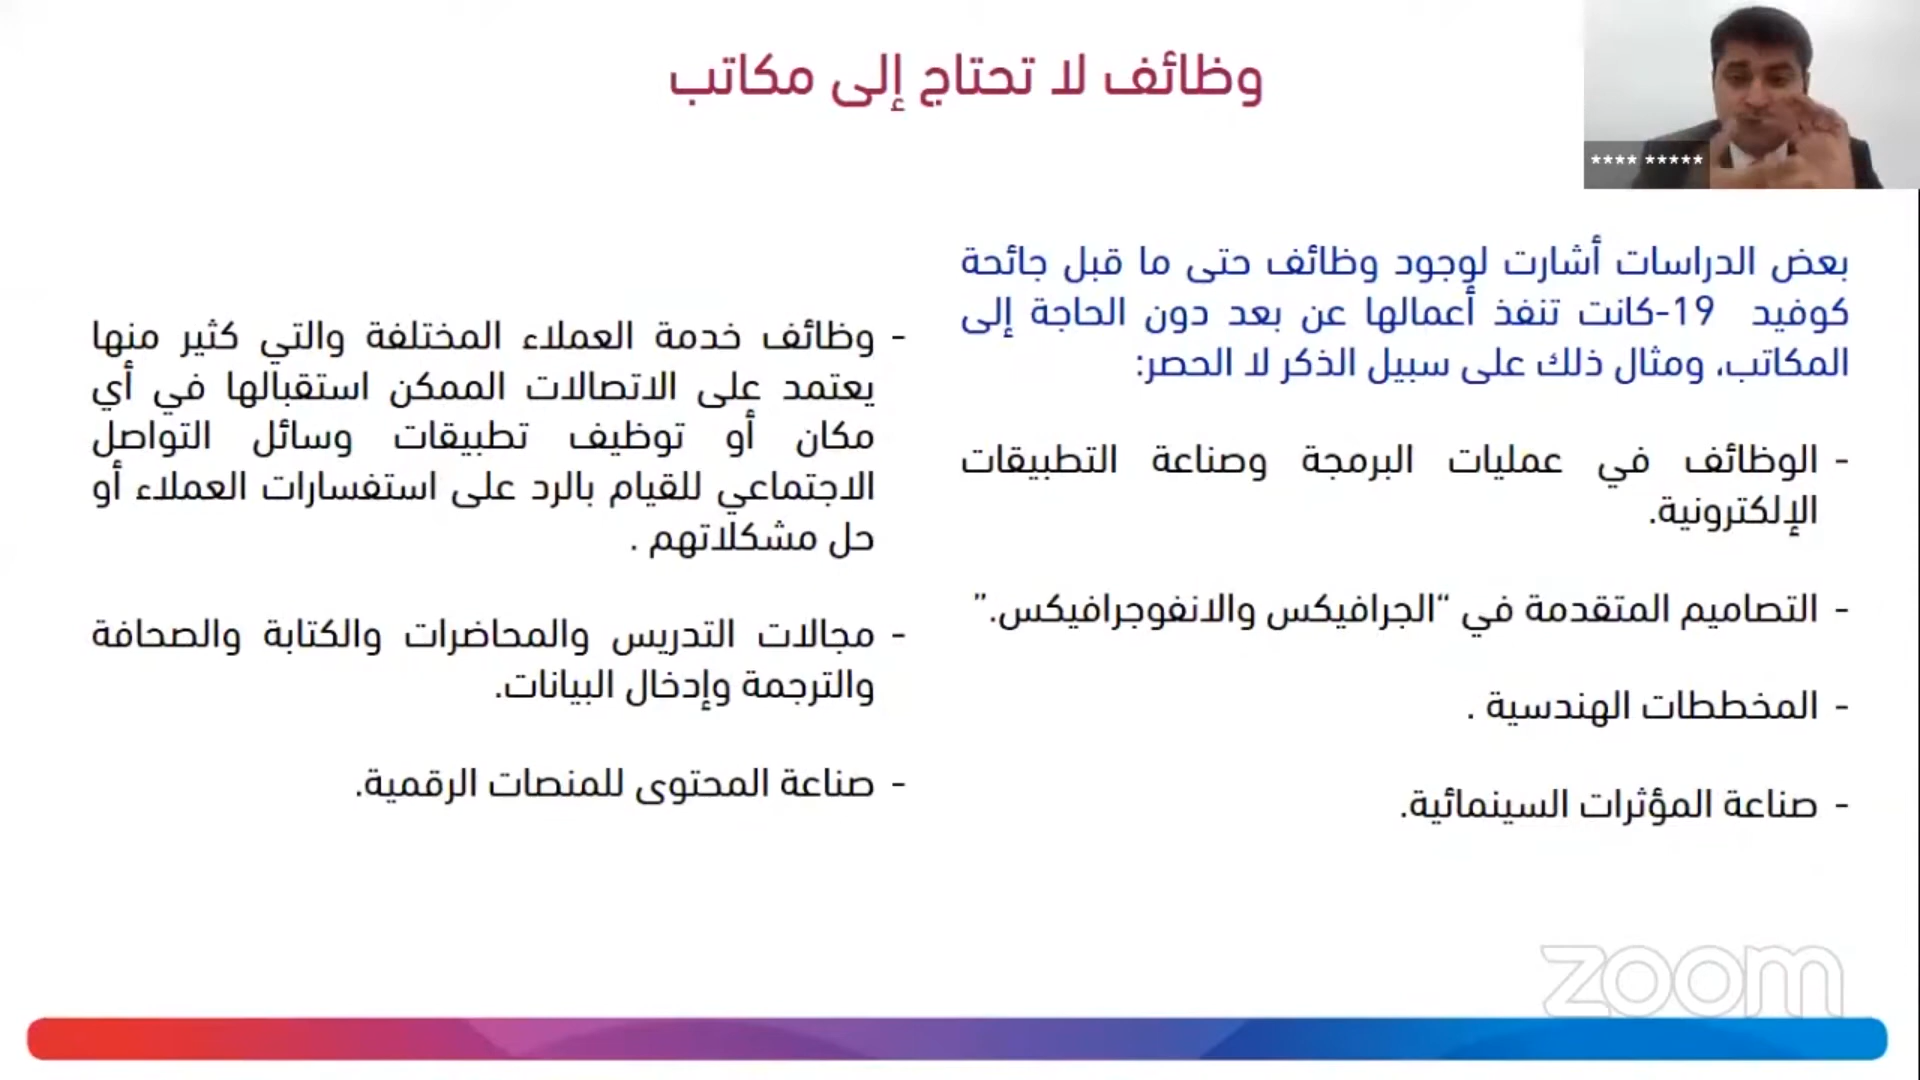 وظائف لا تحتاج إلى مكاتب
**** *****
بعض الدراسات أشارت لوجود وظائف حتى ما قبل جائحة
كوفيد 19-كانت تنفذ أعمالها عن بعد دون الحاجة إلى
المكاتب، ومثال ذلك على سبيل الذكر لا الحصر:
- الوظائف في عمليات البرمجة وصناعة التطبيقات
الإلكترونية.
- التصاميم المتقدمة في “الجرافيكس والانفوجرافيكس.”
- المخططات الهندسية .
- صناعة المؤثرات السينمائية.
- وظائف خدمة العملاء المختلفة والتي كثير منها
يعتمد على الاتصالات الممكن استقبالها في أي
مكان أو توظيف تطبيقات وسائل التواصل
الاجتماعي للقيام بالرد على استفسارات العملاء أو
حل مشكلاتهم .
- مجالات التدريس والمحاضرات والكتابة والصحافة
والترجمة وإدخال البيانات.
- صناعة المحتوى للمنصات الرقمية.
zoom